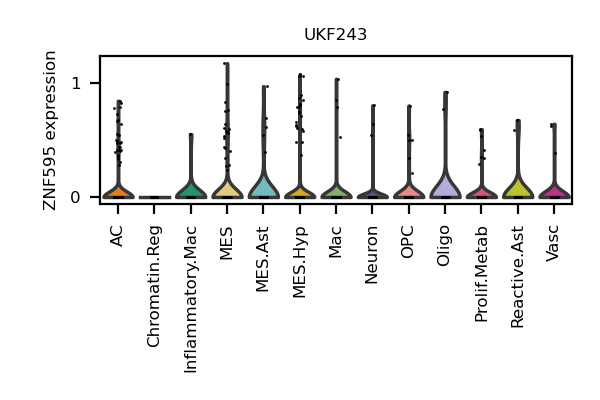 UKF243
ZNF595 expression
1
0
AC
Chromatin.Reg
Inflammatory.Mac
MES
MES.Ast
MES.Hyp
Mac
Neuron
OPC
Oligo
Prolif.Metab
Reactive.Ast
Vasc